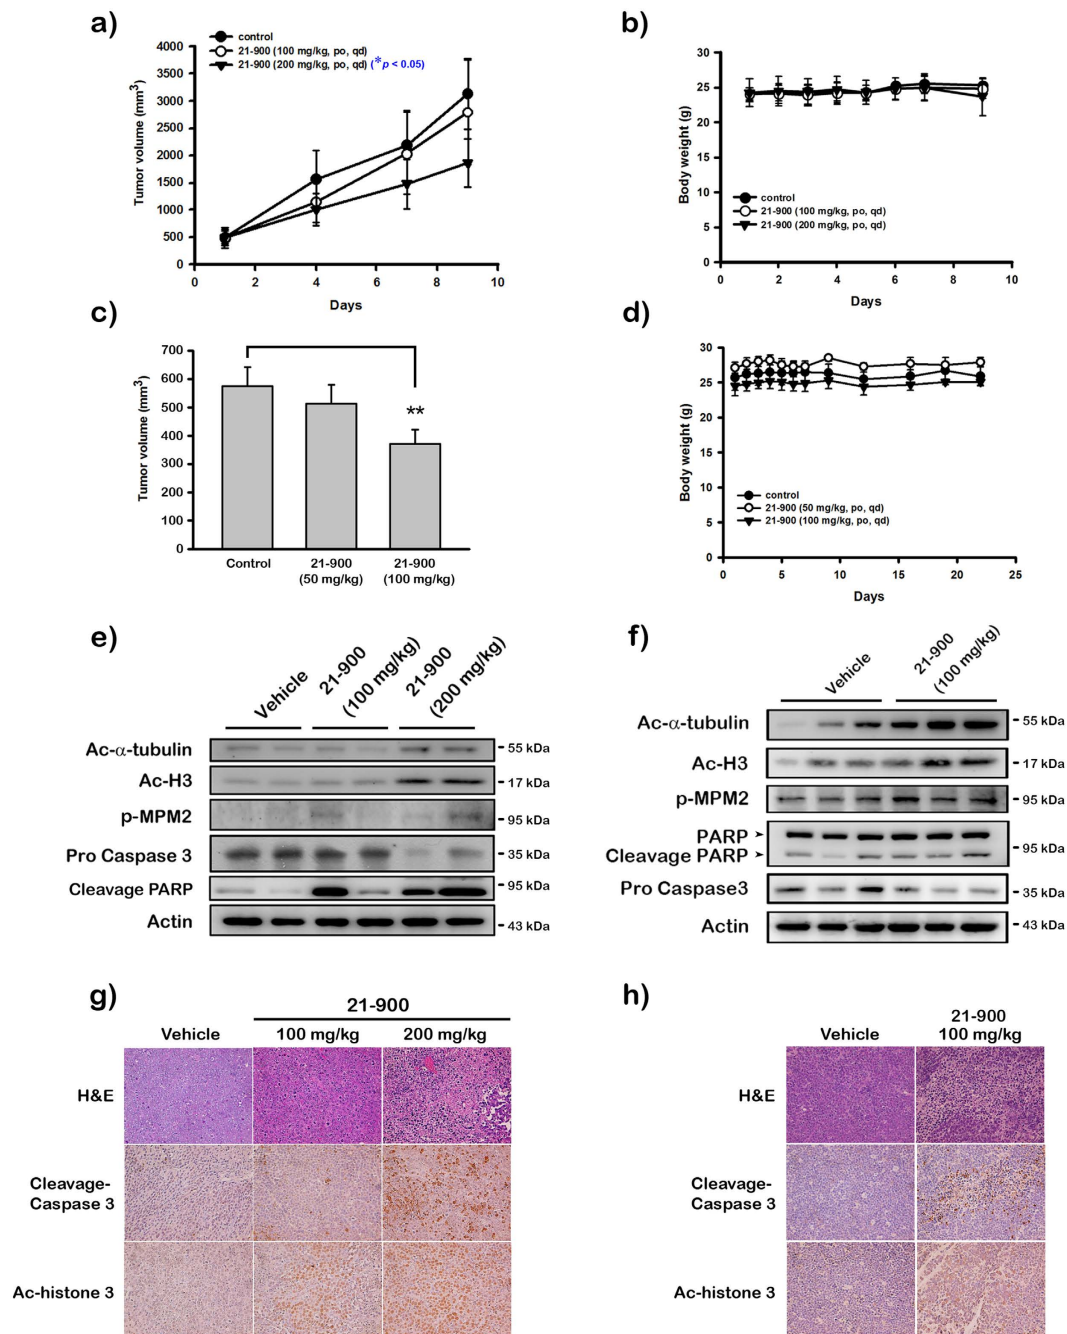 a)
control
21-900 (100 mg/kg, po, qd)
21-900 (200 mg/kg, po, qd) (*p < 0.05)
4000
3500
3000
2500
2000
1500
1000
500
0
Tumor volume (mm³)
0 2 4 6 8 10
Days
b)
30
25
20
15
10
5
0
Body weight (g)
control
21-900 (100 mg/kg, po, qd)
21-900 (200 mg/kg, po, qd)
0 2 4 6 8 10
Days
c)
700
600
500
400
300
200
100
0
Tumor volume (mm³)
**
Control
21-900
(50 mg/kg)
21-900
(100 mg/kg)
d)
30
25
20
15
10
5
0
Body weight (g)
control
21-900 (50 mg/kg, po, qd)
21-900 (100 mg/kg, po, qd)
0 5 10 15 20 25
Days
e)
Vehicle
21-900
(100 mg/kg)
21-900
(200 mg/kg)
Ac-α-tubulin
55 kDa
Ac-H3
17 kDa
p-MPM2
95 kDa
Pro Caspase 3
35 kDa
Cleavage PARP
95 kDa
Actin
43 kDa
f)
Vehicle
21-900
(100 mg/kg)
Ac-α-tubulin
55 kDa
Ac-H3
17 kDa
p-MPM2
95 kDa
PARP
Cleavage PARP
95 kDa
Pro Caspase3
35 kDa
Actin
43 kDa
g)
21-900
Vehicle
100 mg/kg
200 mg/kg
H&E
Cleavage-
Caspase 3
Ac-histone 3
h)
Vehicle
21-900
100 mg/kg
H&E
Cleavage-
Caspase 3
Ac-histone 3